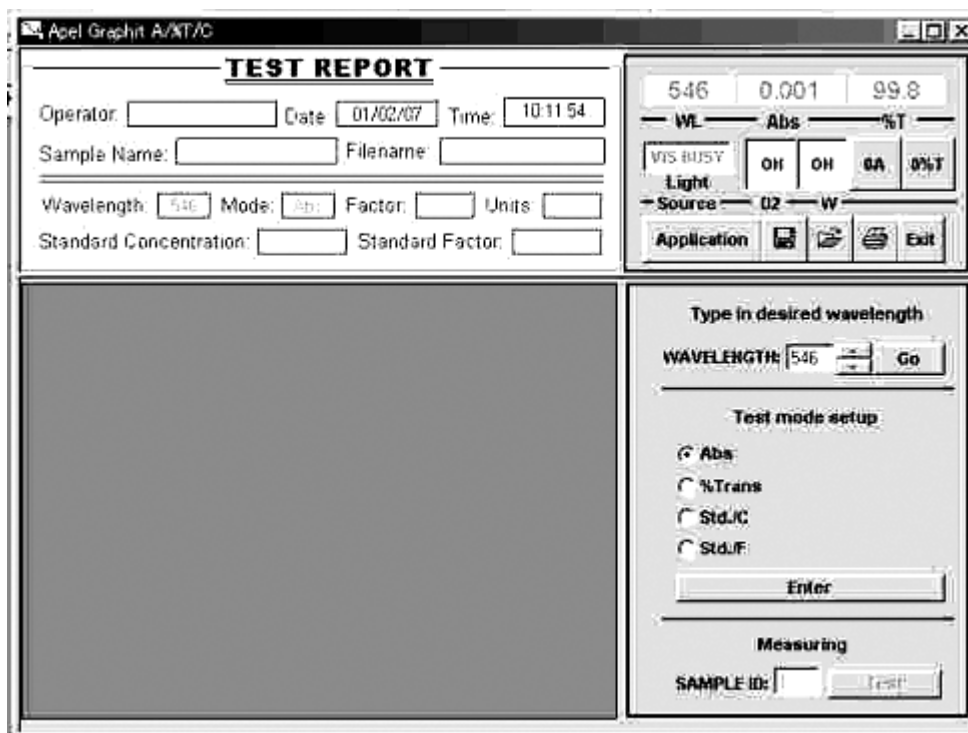 Apel Graphit A/%T/C
TEST REPORT
Operator: Date 01/02/07 Time: 10:11:54
Sample Name: Filename:
Wavelength: 546 Mode: Abs Factor: Units:
Standard Concentration: Standard Factor:
546 0.001 99.8
WL Abs %T
VIS BUSY ON ON 0A 0%T
Light
Source D2 W
Application Exit
Type in desired wavelength
WAVELENGTH: 546 Go
Test mode setup
Abs
%Trans
Std./C
Std./F
Enter
Measuring
SAMPLE ID: 1 Test